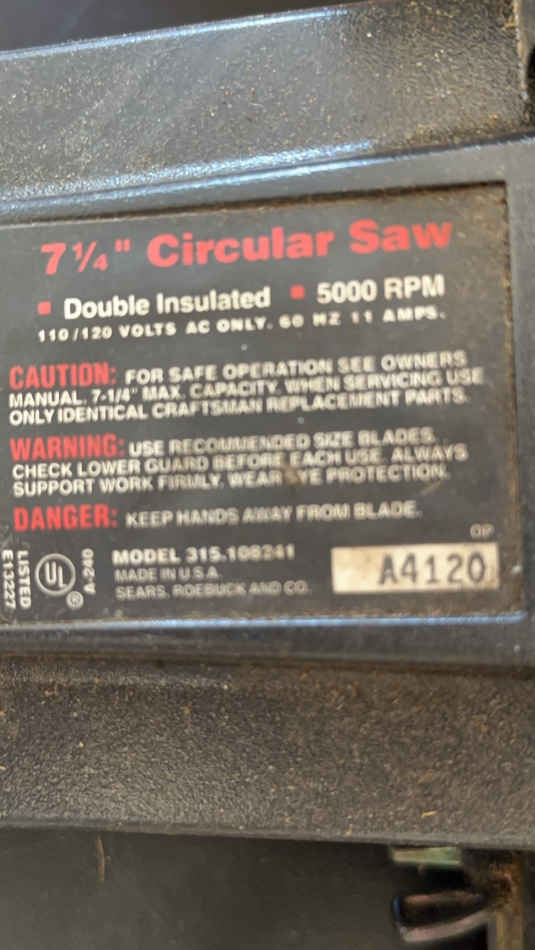 7 1/4" Circular Saw
▪ Double Insulated ▪ 5000 RPM
110/120 VOLTS AC ONLY. 60 HZ 11 AMPS.
CAUTION: FOR SAFE OPERATION SEE OWNERS
MANUAL. 7-1/4" MAX. CAPACITY. WHEN SERVICING USE
ONLY IDENTICAL CRAFTSMAN REPLACEMENT PARTS.
WARNING: USE RECOMMENDED SIZE BLADES.
CHECK LOWER GUARD BEFORE EACH USE. ALWAYS
SUPPORT WORK FIRMLY. WEAR EYE PROTECTION.
DANGER: KEEP HANDS AWAY FROM BLADE.
LISTED
E13227
UL
®
MODEL 315.108241
MADE IN U.S.A.
SEARS, ROEBUCK AND CO.
A4120